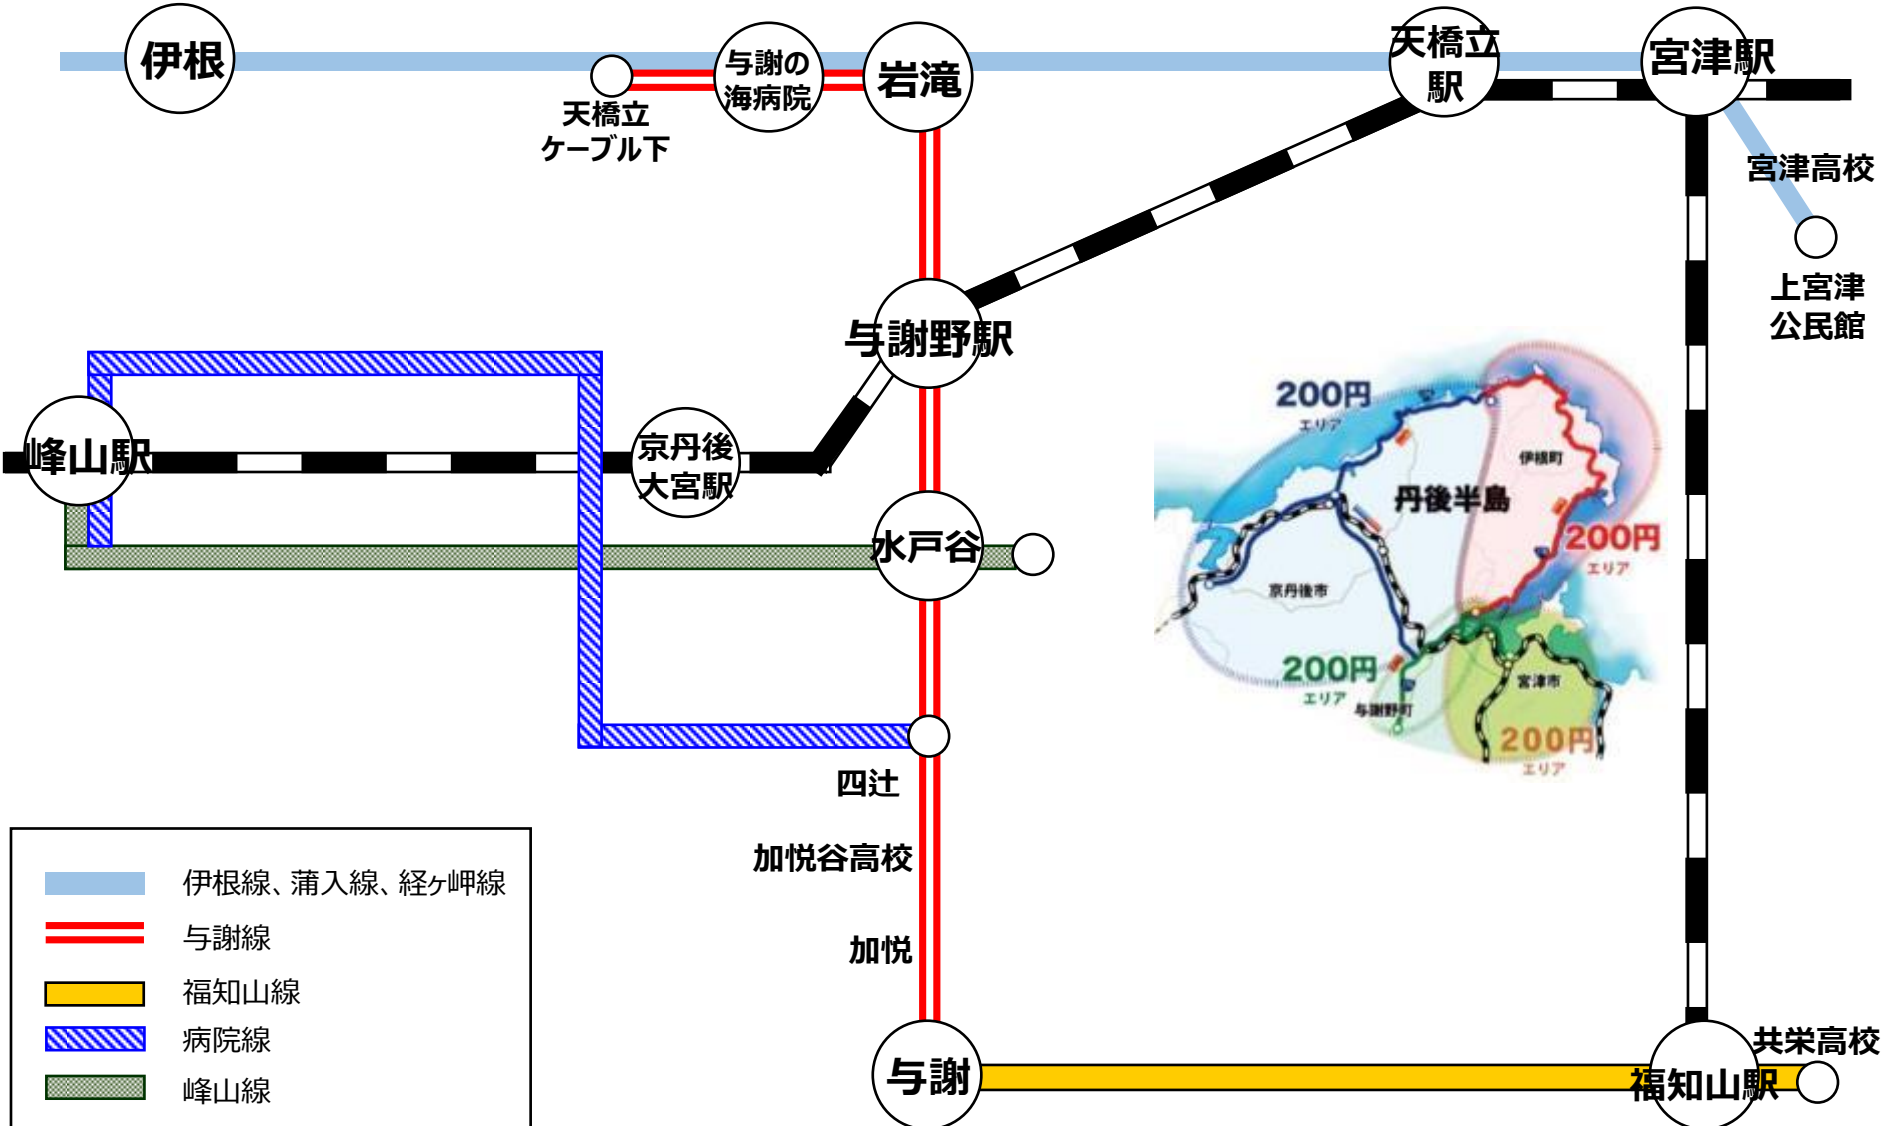 伊根
与謝の
海病院
岩滝
天橋立
駅
宮津駅
天橋立
ケーブル下
宮津高校
上宮津
公民館
与謝野駅
峰山駅
京丹後
大宮駅
水戸谷
200円
エリア
伊根町
丹後半島
200円
エリア
京丹後市
200円
エリア
与謝野町
宮津市
200円
エリア
四辻
加悦谷高校
加悦
与謝
福知山駅
共栄高校
伊根線、蒲入線、経ヶ岬線
与謝線
福知山線
病院線
峰山線